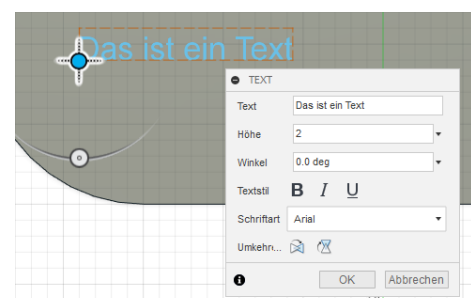 Das ist ein Text
TEXT
Text Das ist ein Text
Höhe 2
Winkel 0.0 deg
Textstil B I U
Schriftart Arial
Umkehr...
OK Abbrechen